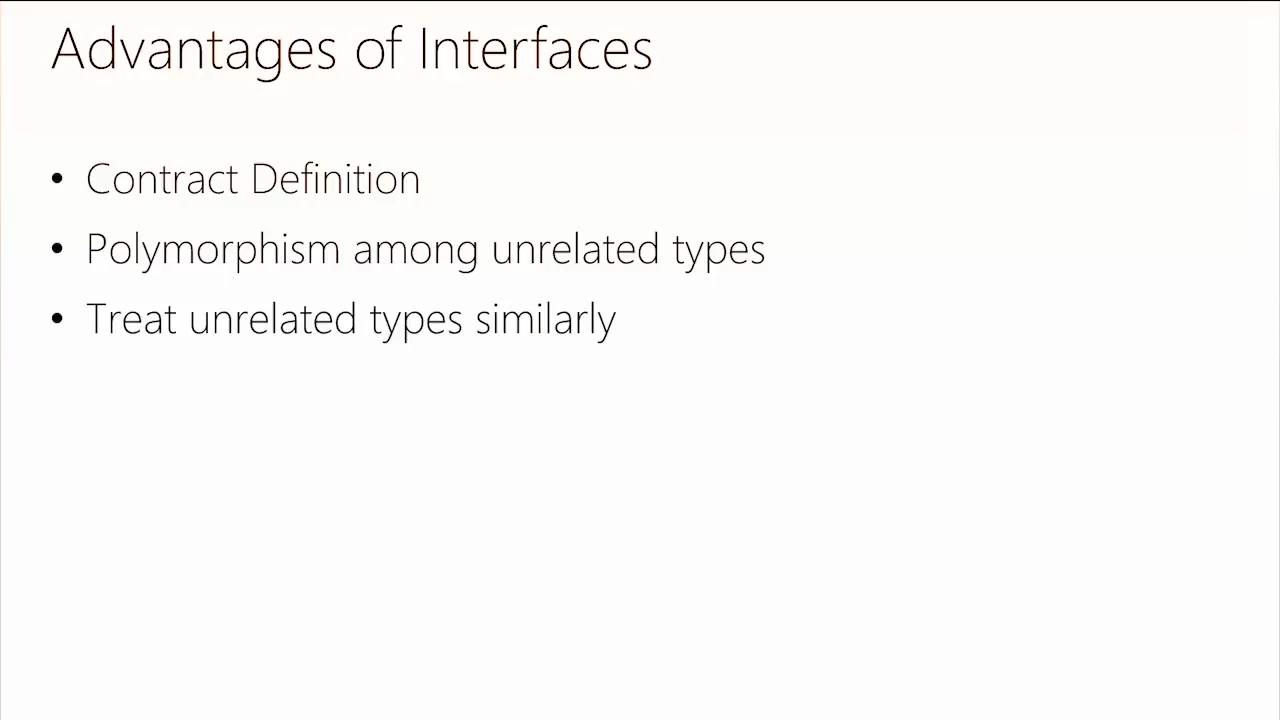 Advantages of Interfaces
• Contract Definition
• Polymorphism among unrelated types
• Treat unrelated types similarly